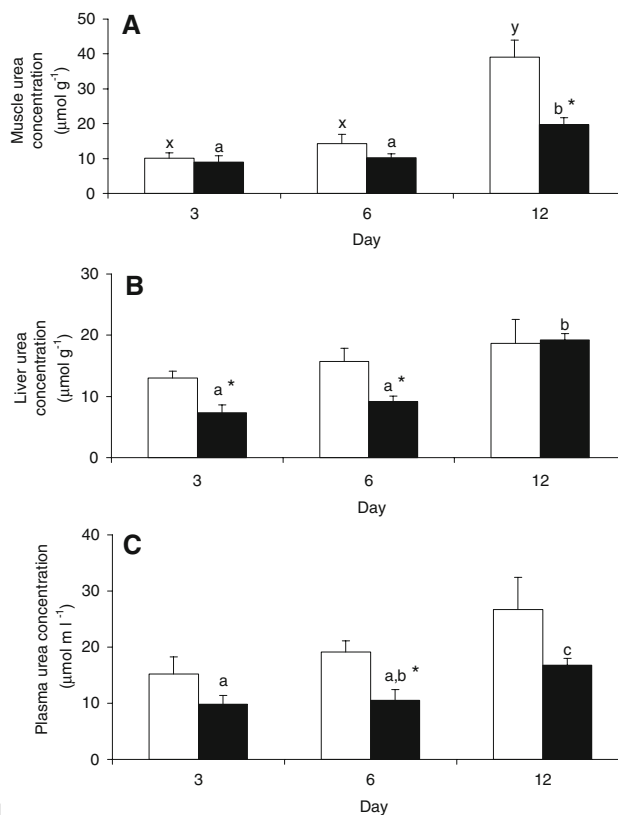 A
Muscle urea
concentration
(µmol g⁻¹)
50
40
30
20
10
0
x
a
x
a
y
b *
3
6
12
Day
B
Liver urea
concentration
(µmol g⁻¹)
30
20
10
0
a *
a *
b
3
6
12
Day
C
Plasma urea concentration
(µmol m l⁻¹)
40
30
20
10
0
a
a,b *
c
3
6
12
Day